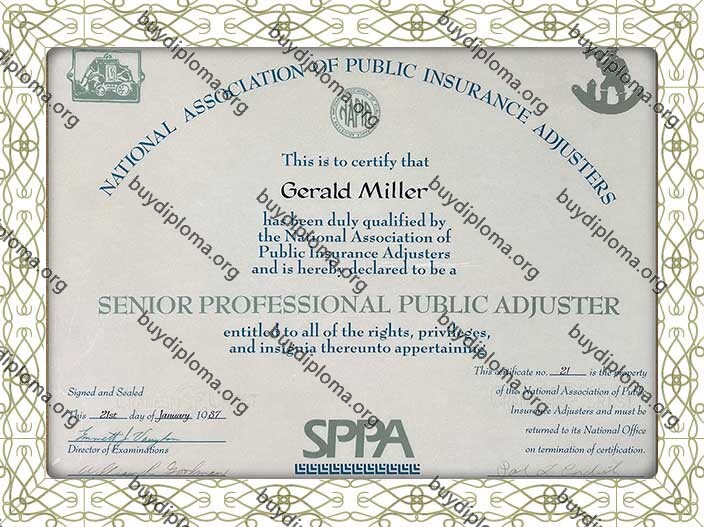 NATIONAL ASSOCIATION OF PUBLIC INSURANCE ADJUSTERS
NAPIA
This is to certify that
Gerald Miller
has been duly qualified by
the National Association of
Public Insurance Adjusters
and is hereby declared to be a
SENIOR PROFESSIONAL PUBLIC ADJUSTER
entitled to all of the rights, privileges,
and insignia thereunto appertaining
This certificate no. 21 is the property
of the National Association of Public
Insurance Adjusters and must be
returned to its National Office
on termination of certification.
Signed and Sealed
This 21st day of January 1987
Director of Examinations
SPPA
buydiploma.org